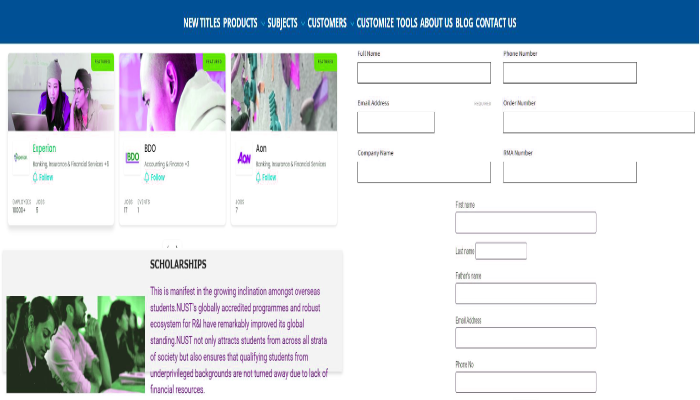 NEW TITLES PRODUCTS SUBJECTS CUSTOMERS CUSTOMIZE TOOLS ABOUT US BLOG CONTACT US
Experian
Banking, Insurance & Financial Services +8
Follow
EMPLOYEES JOBS
10000+ 5
BDO
BDO
Accounting & Finance +3
Follow
JOBS EVENTS
17 1
AON
Aon
Banking, Insurance & Financial Services
Follow
JOBS
7
Full Name
Phone Number
Email Address
Order Number
Company Name
RMA Number
First name
Last name
Father's name
Email Address
Phone No
SCHOLARSHIPS
This is manifest in the growing inclination amongst overseas
students.NUST's globally accredited programmes and robust
ecosystem for R&I have remarkably improved its global
standing.NUST not only attracts students from across all strata
of society but also ensures that qualifying students from
underprivileged backgrounds are not turned away due to lack of
financial resources.